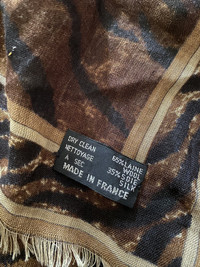 DRY CLEAN
NETTOYAGE
A SEC
65%LAINE
WOOL
35%SOIE
SILK
MADE IN FRANCE